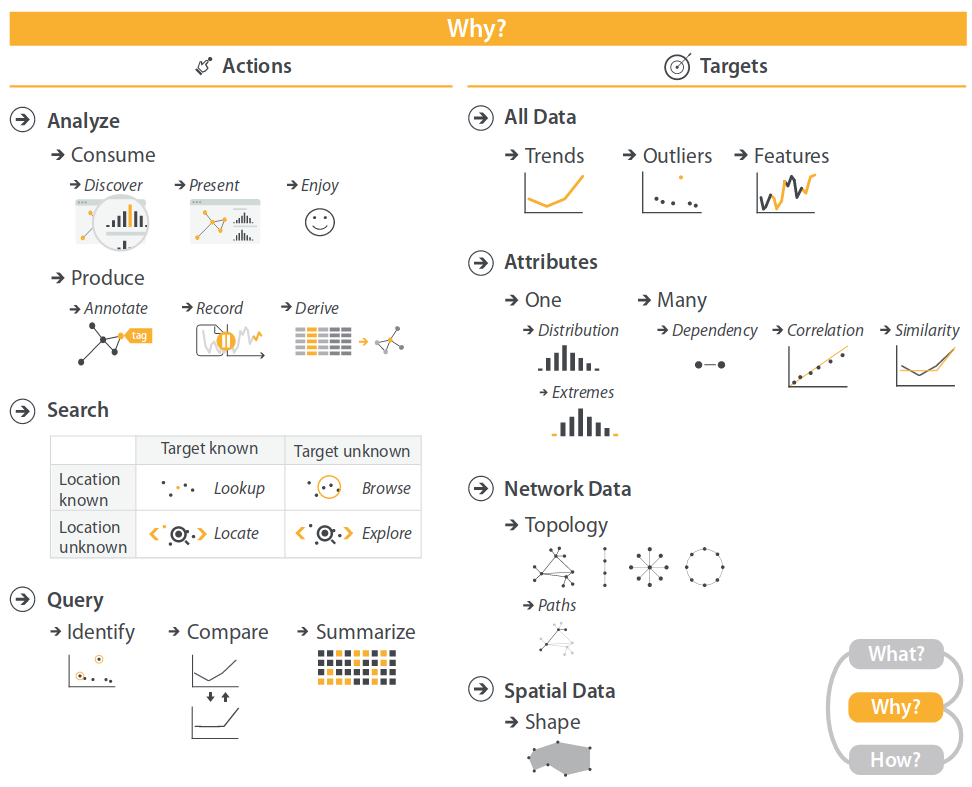 Why?
Actions
Analyze
Consume
Discover
Present
Enjoy
Produce
Annotate
Record
Derive
tag
Search
Target known
Target unknown
Location
known
Lookup
Browse
Location
unknown
Locate
Explore
Query
Identify
Compare
Summarize
Targets
All Data
Trends
Outliers
Features
Attributes
One
Many
Distribution
Dependency
Correlation
Similarity
Extremes
Network Data
Topology
Paths
Spatial Data
Shape
What?
Why?
How?